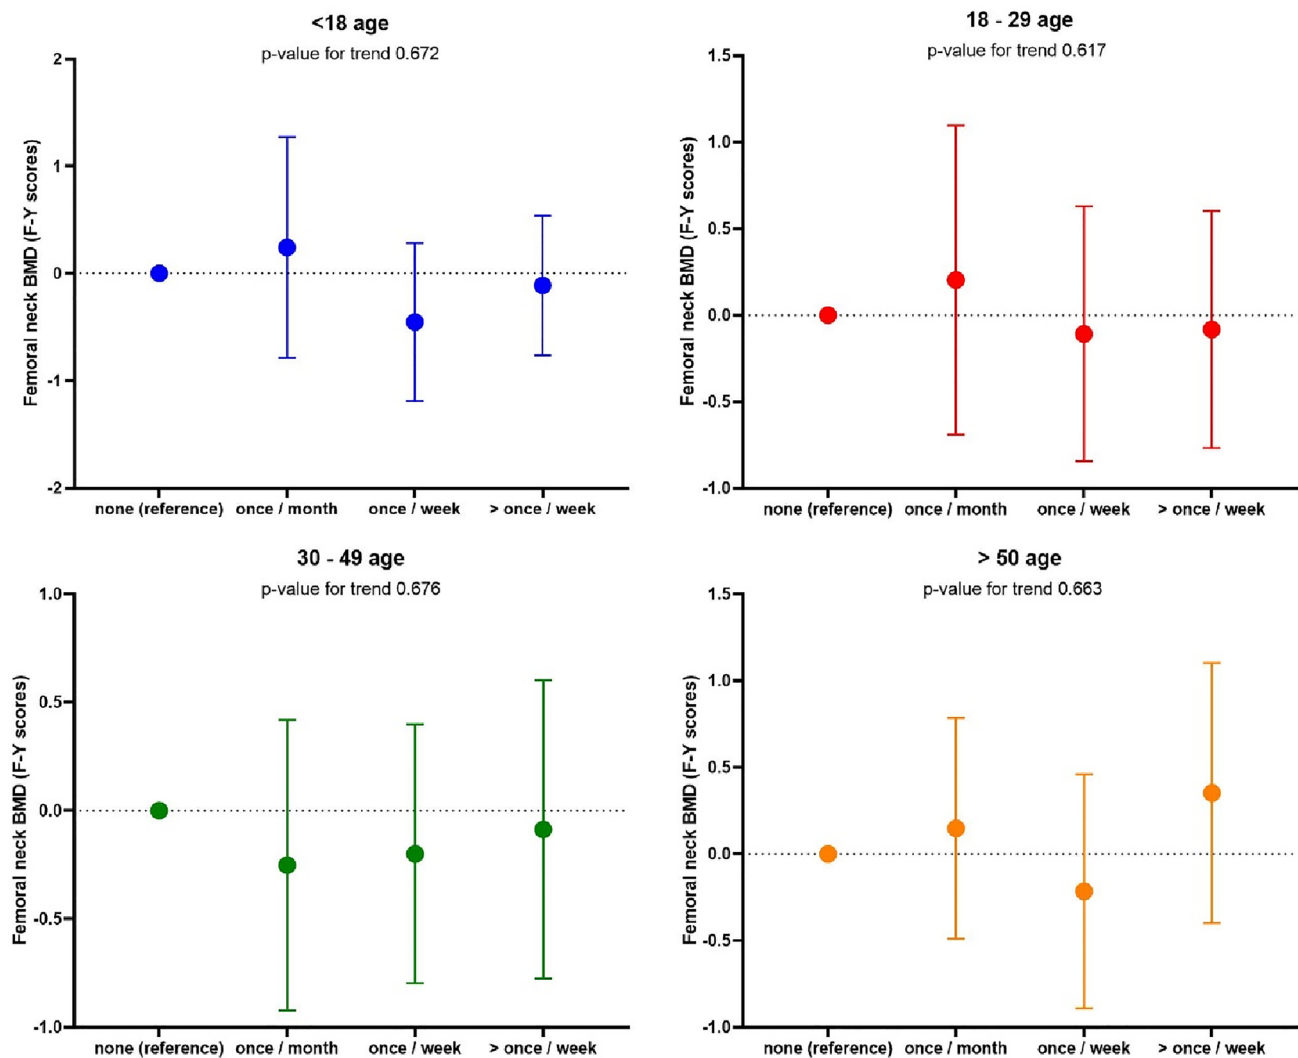 <18 age
p-value for trend 0.672
Femoral neck BMD (F-Y scores)
2
1
0
-1
-2
none (reference) once / month once / week > once / week
18 - 29 age
p-value for trend 0.617
Femoral neck BMD (F-Y scores)
1.5
1.0
0.5
0.0
-0.5
-1.0
none (reference) once / month once / week > once / week
30 - 49 age
p-value for trend 0.676
Femoral neck BMD (F-Y scores)
1.0
0.5
0.0
-0.5
-1.0
none (reference) once / month once / week > once / week
> 50 age
p-value for trend 0.663
Femoral neck BMD (F-Y scores)
1.5
1.0
0.5
0.0
-0.5
-1.0
none (reference) once / month once / week > once / week